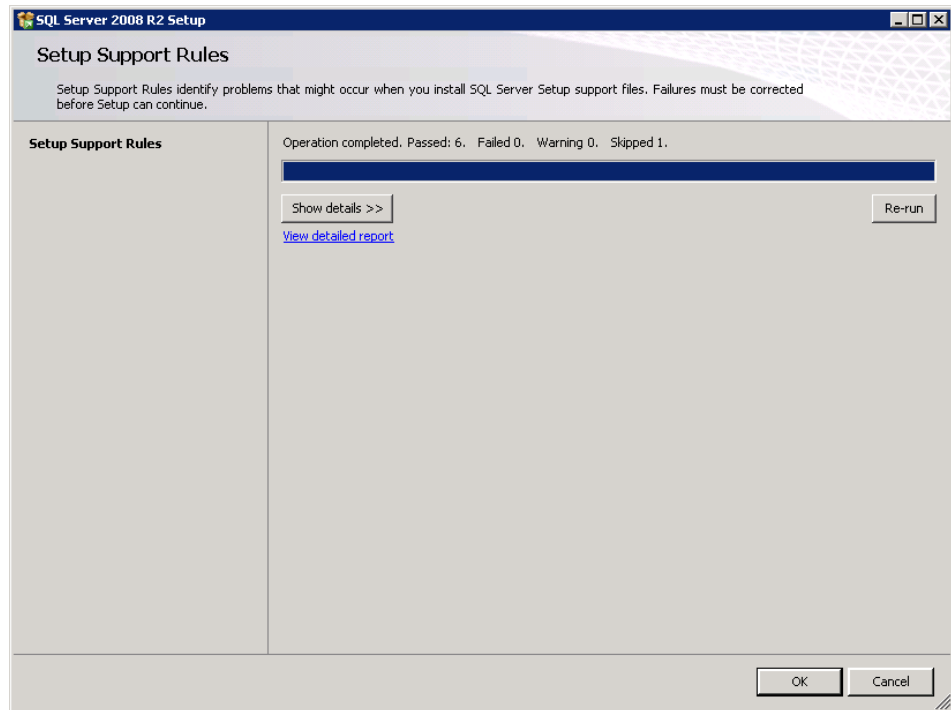 SQL Server 2008 R2 Setup
Setup Support Rules
Setup Support Rules identify problems that might occur when you install SQL Server Setup support files. Failures must be corrected
before Setup can continue.
Setup Support Rules
Operation completed. Passed: 6. Failed 0. Warning 0. Skipped 1.
Show details >>
Re-run
View detailed report
OK
Cancel